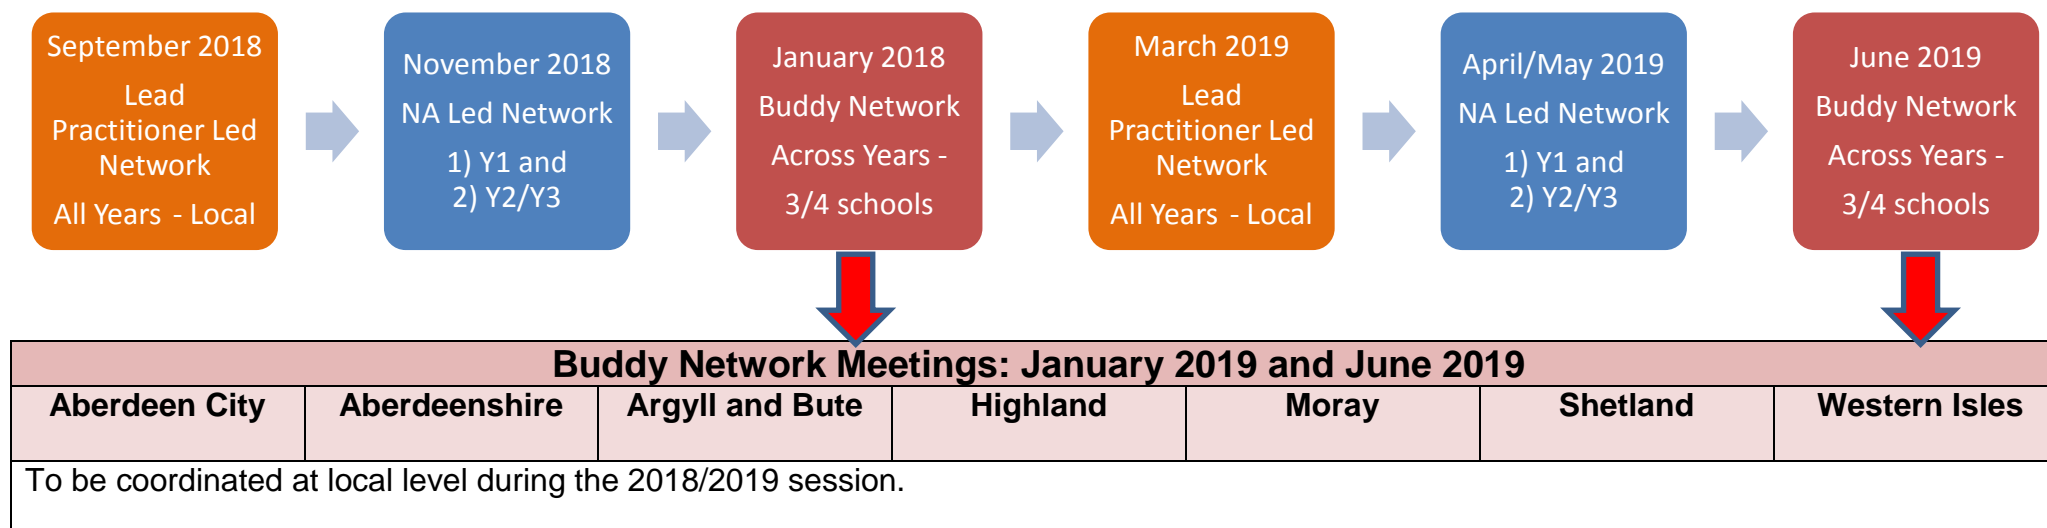 September 2018
Lead
Practitioner Led
Network
All Years - Local
November 2018
NA Led Network
1) Y1 and
2) Y2/Y3
January 2018
Buddy Network
Across Years -
3/4 schools
March 2019
Lead
Practitioner Led
Network
All Years - Local
April/May 2019
NA Led Network
1) Y1 and
2) Y2/Y3
June 2019
Buddy Network
Across Years -
3/4 schools
Buddy Network Meetings: January 2019 and June 2019
Aberdeen City Aberdeenshire Argyll and Bute Highland Moray Shetland Western Isles
To be coordinated at local level during the 2018/2019 session.